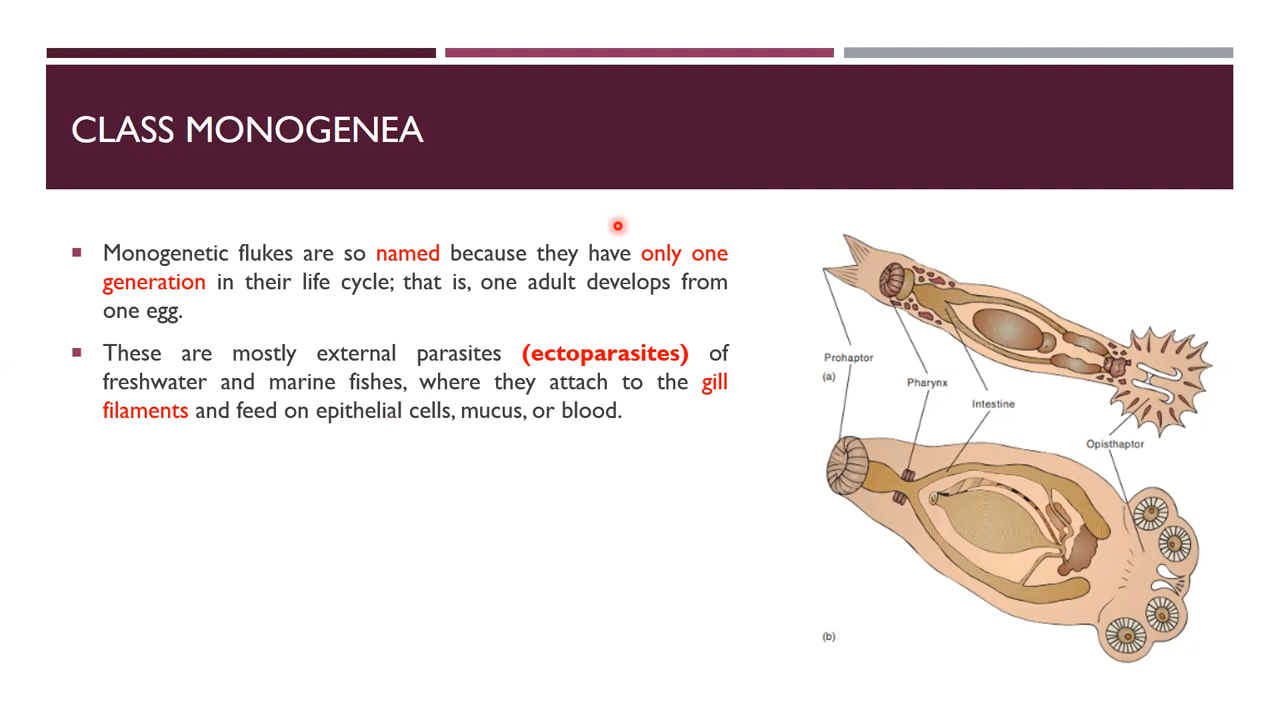 CLASS MONOGENEA
Monogenetic flukes are so named because they have only one
generation in their life cycle; that is, one adult develops from
one egg.
These are mostly external parasites (ectoparasites) of
freshwater and marine fishes, where they attach to the gill
filaments and feed on epithelial cells, mucus, or blood.
Prohaptor
(a)
Pharynx
Intestine
Opisthaptor
(b)